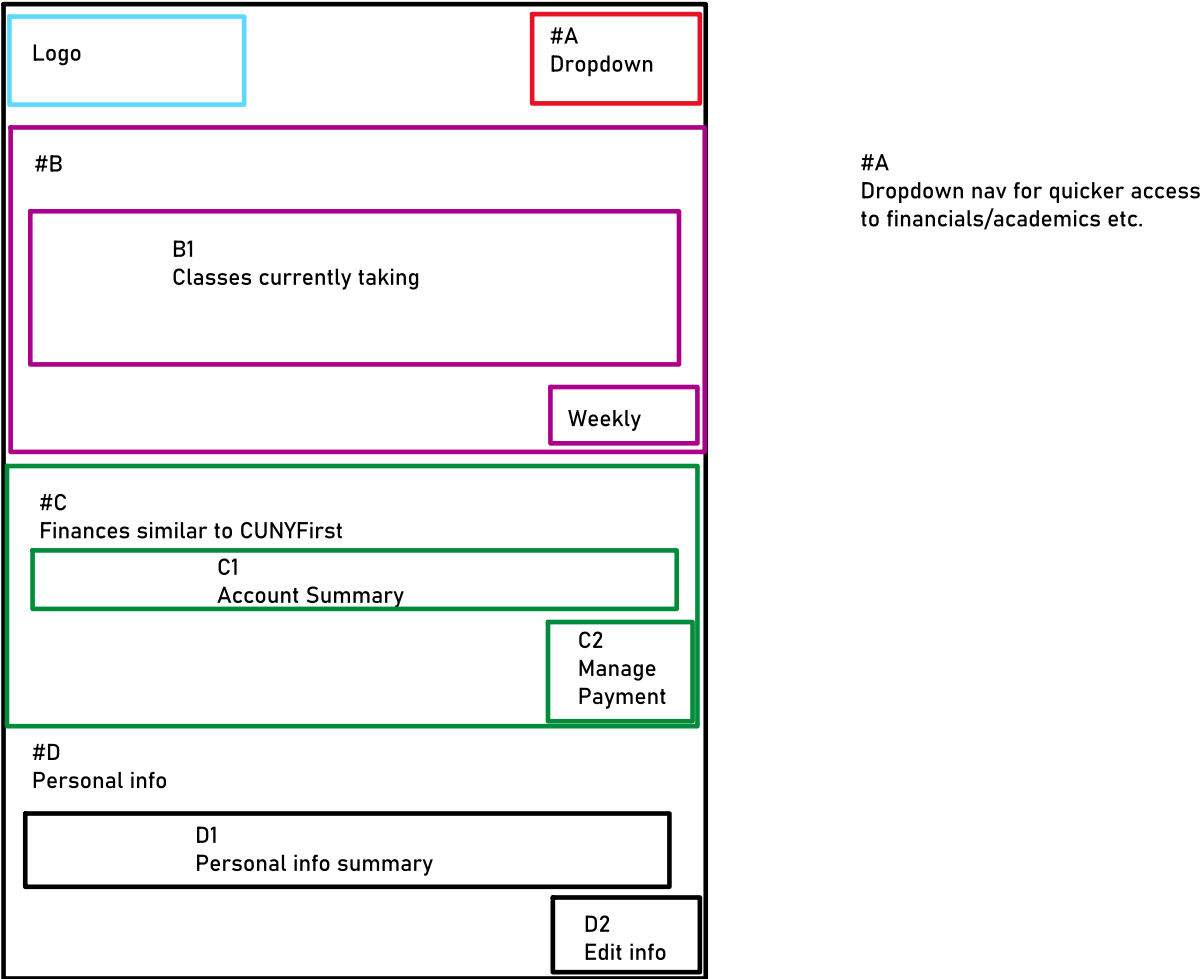 Logo
#A
Dropdown
#B
#A
Dropdown nav for quicker access
to financials/academics etc.
B1
Classes currently taking
Weekly
#C
Finances similar to CUNYFirst
C1
Account Summary
C2
Manage
Payment
#D
Personal info
D1
Personal info summary
D2
Edit info